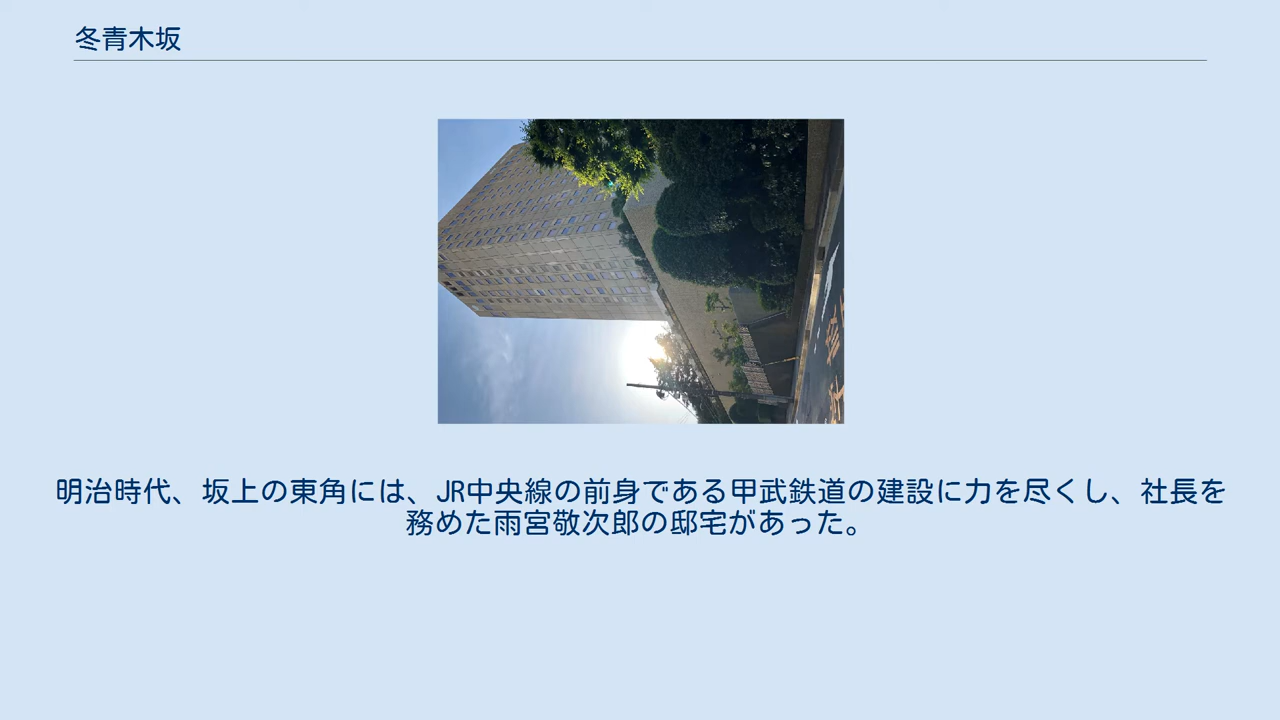 冬青木坂
明治時代、坂上の東角には、JR中央線の前身である甲武鉄道の建設に力を尽くし、社長を
務めた雨宮敬次郎の邸宅があった。